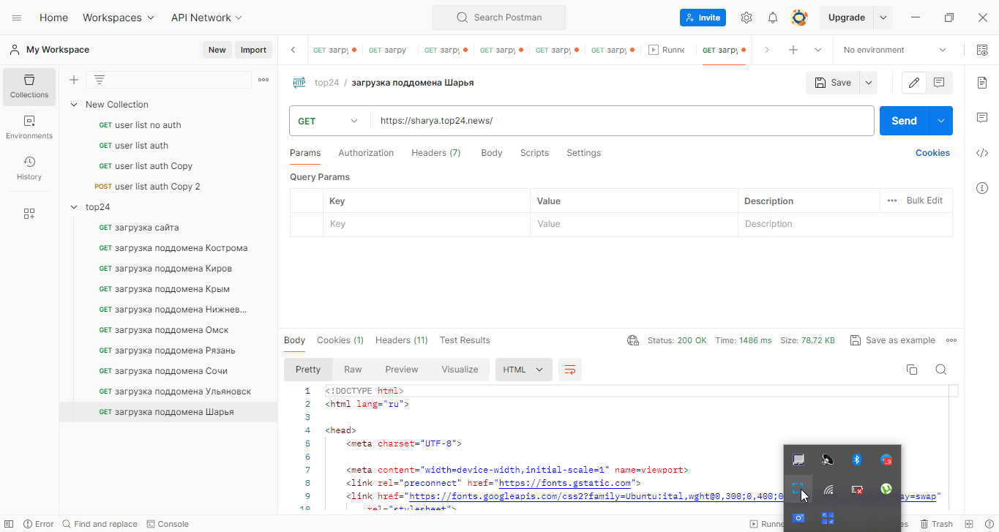 Home Workspaces API Network Search Postman Invite Upgrade
My Workspace New Import GET загру GET загру GET загру GET загру GET загру GET загру Runne GET загру No environment
Collections
Environments
History
New Collection
GET user list no auth
GET user list auth
GET user list auth Copy
POST user list auth Copy 2
top24
GET загрузка сайта
GET загрузка поддомена Кострома
GET загрузка поддомена Киров
GET загрузка поддомена Крым
GET загрузка поддомена Нижнев...
GET загрузка поддомена Омск
GET загрузка поддомена Рязань
GET загрузка поддомена Сочи
GET загрузка поддомена Ульяновск
GET загрузка поддомена Шарья
HTTP top24 / загрузка поддомена Шарья Save
GET https://sharya.top24.news/ Send
Params Authorization Headers (7) Body Scripts Settings Cookies
Query Params
Key Value Description Bulk Edit
Key Value Description
Body Cookies (1) Headers (11) Test Results Status: 200 OK Time: 1486 ms Size: 78.72 KB Save as example
Pretty Raw Preview Visualize HTML
1 <!DOCTYPE html>
2 <html lang="ru">
3
4 <head>
5 <meta charset="UTF-8">
6
7 <meta content="width=device-width,initial-scale=1" name=viewport>
8 <link rel="preconnect" href="https://fonts.gstatic.com">
9 <link href="https://fonts.googleapis.com/css2?family=Ubuntu:ital,wght@0,300;0,400;0 ay=swap"
10 rel="stylesheet">
Error Find and replace Console Runne es Trash